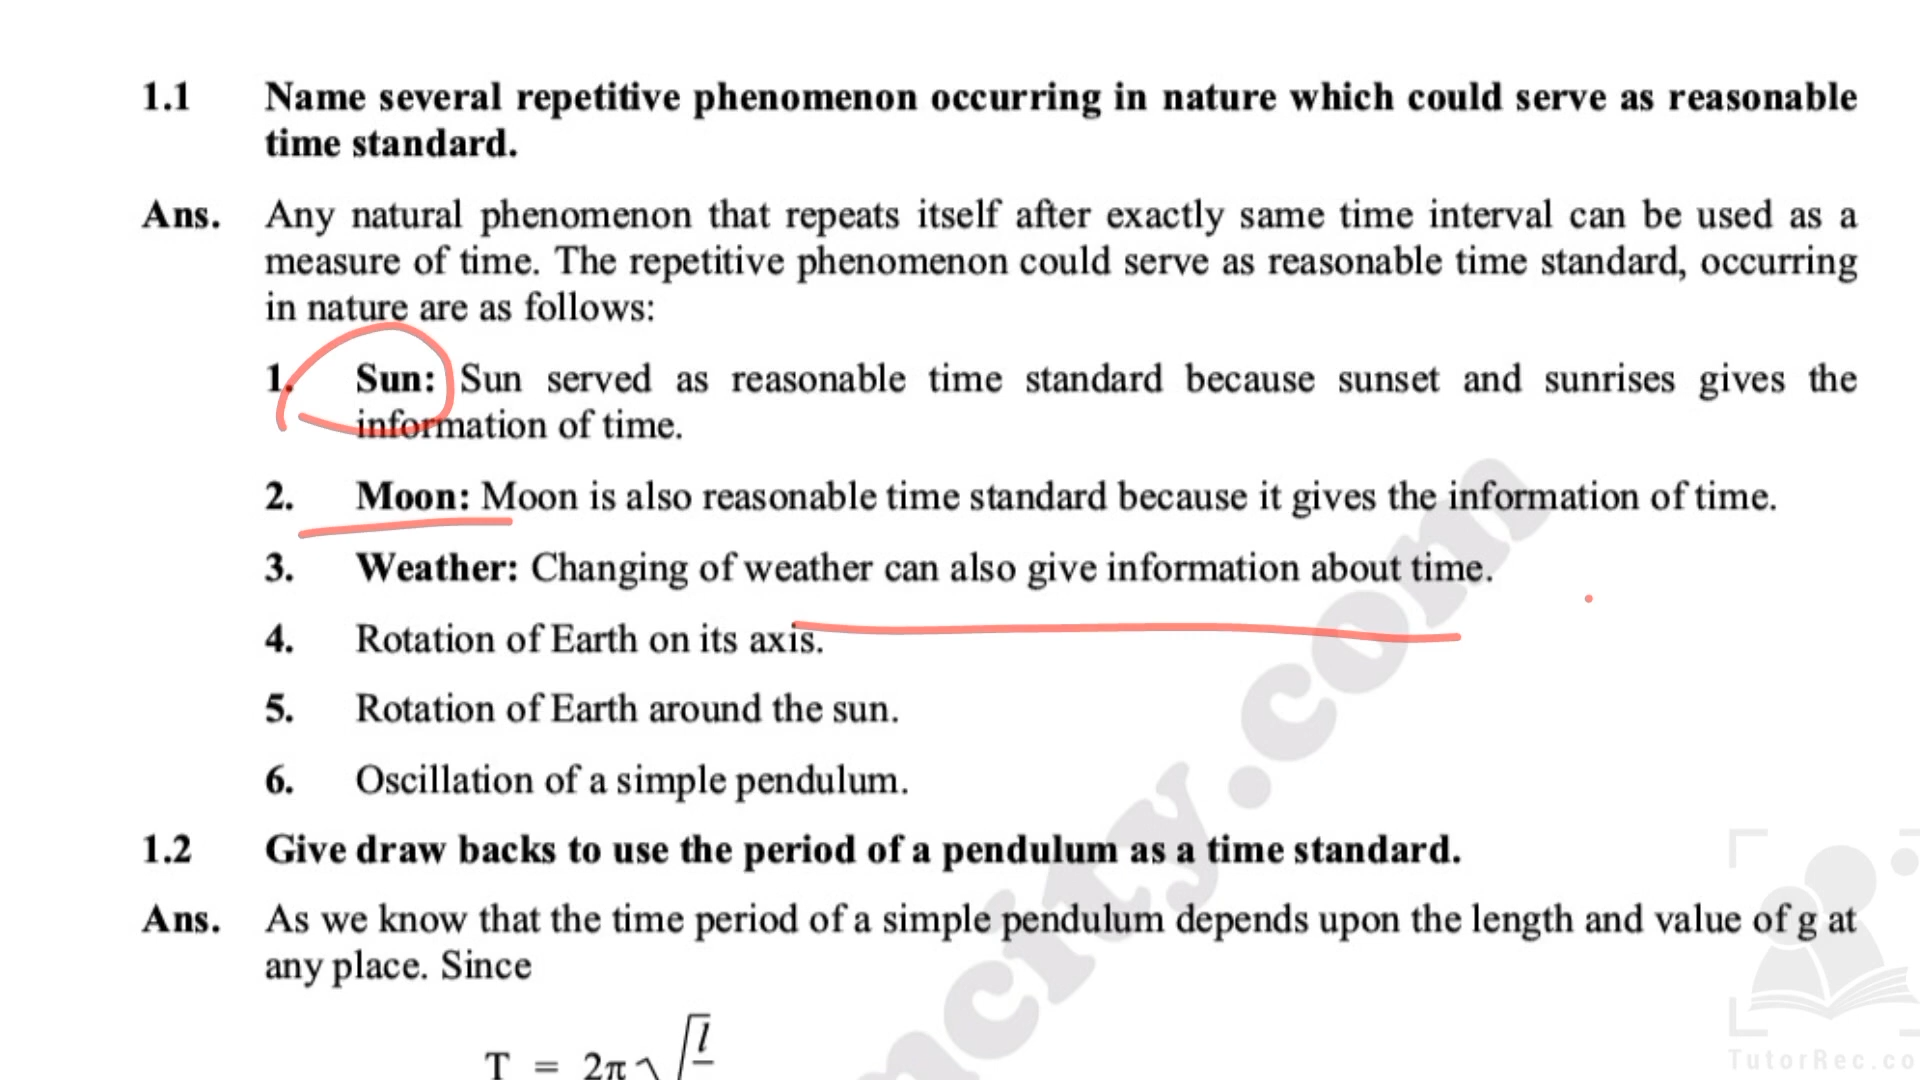 1.1 Name several repetitive phenomenon occurring in nature which could serve as reasonable
time standard.
Ans. Any natural phenomenon that repeats itself after exactly same time interval can be used as a
measure of time. The repetitive phenomenon could serve as reasonable time standard, occurring
in nature are as follows:
1. Sun: Sun served as reasonable time standard because sunset and sunrises gives the
information of time.
2. Moon: Moon is also reasonable time standard because it gives the information of time.
3. Weather: Changing of weather can also give information about time.
4. Rotation of Earth on its axis.
5. Rotation of Earth around the sun.
6. Oscillation of a simple pendulum.
1.2 Give draw backs to use the period of a pendulum as a time standard.
Ans. As we know that the time period of a simple pendulum depends upon the length and value of g at
any place. Since
T = 2π √l
ncity.com
TutorRec.co